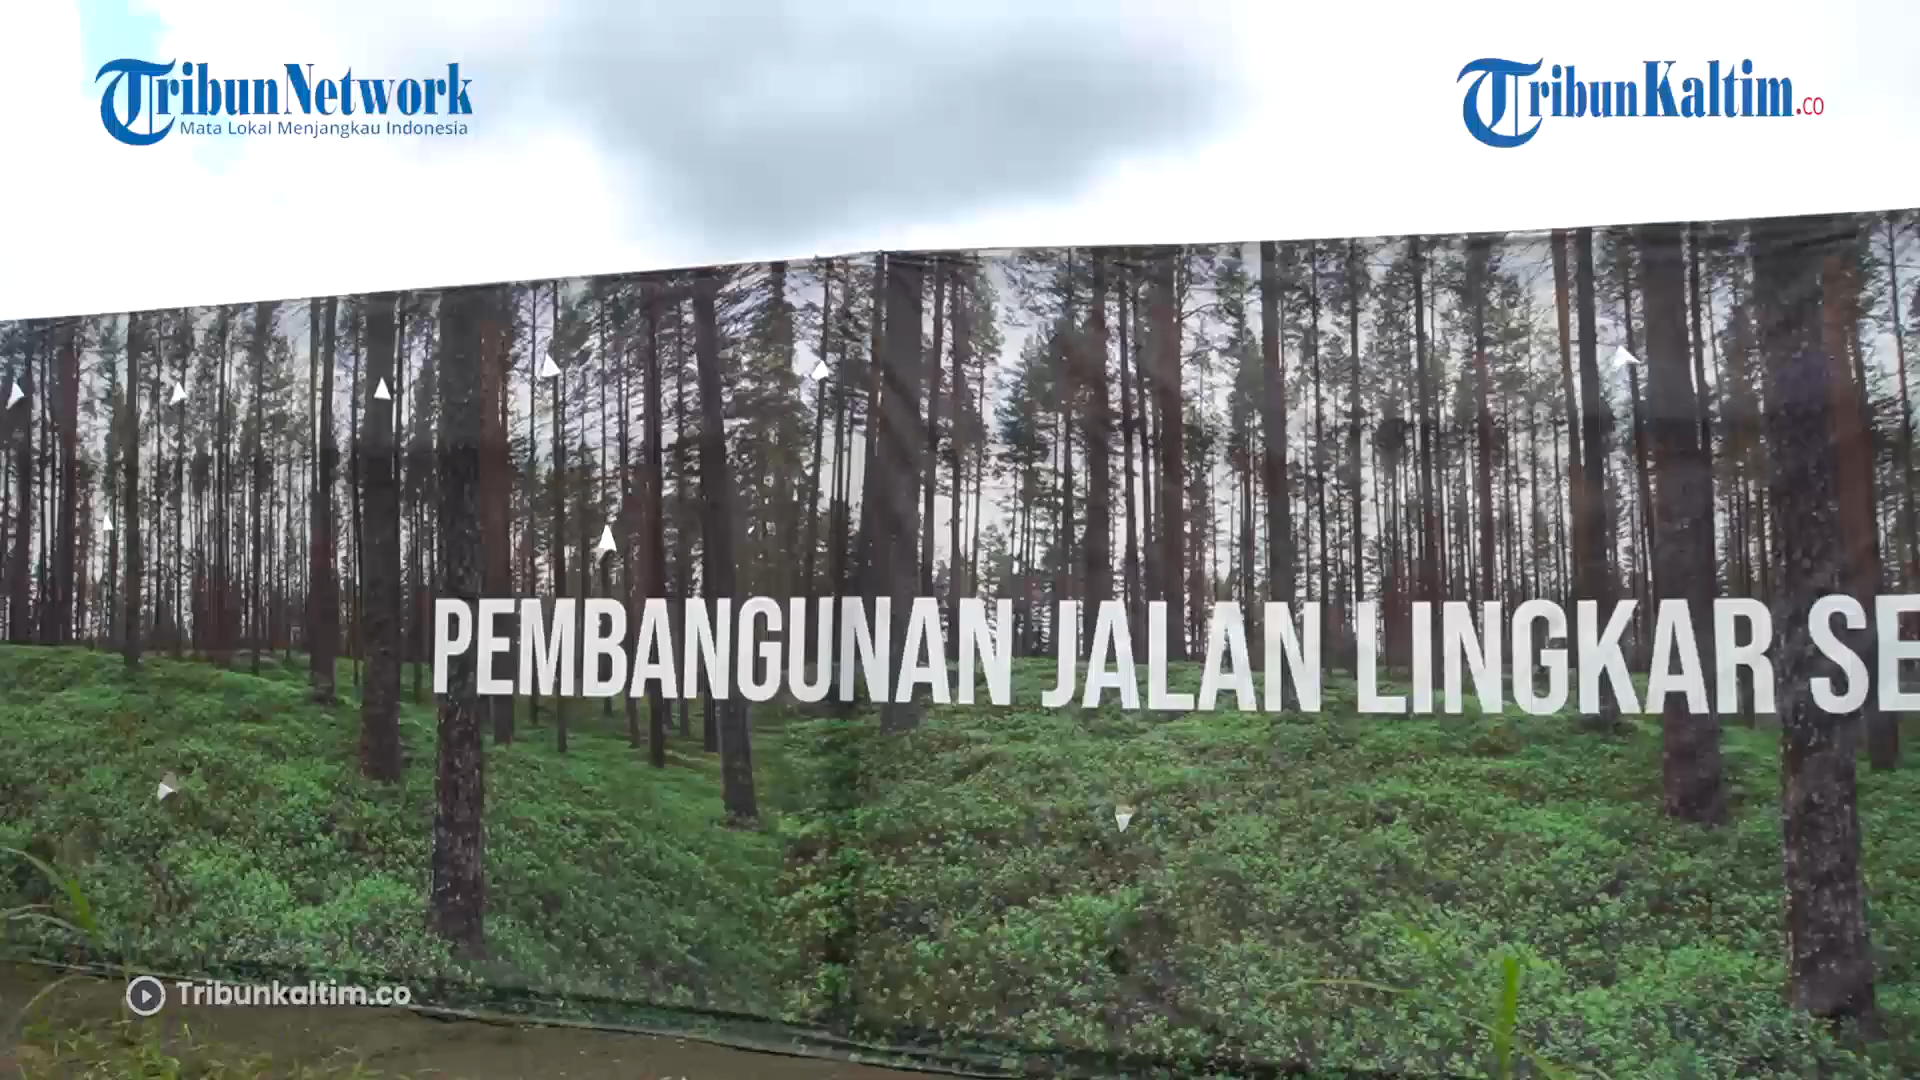 TribunNetwork
Mata Lokal Menjangkau Indonesia
TribunKaltim.co
PEMBANGUNAN JALAN LINGKAR SE
Tribunkaltim.co